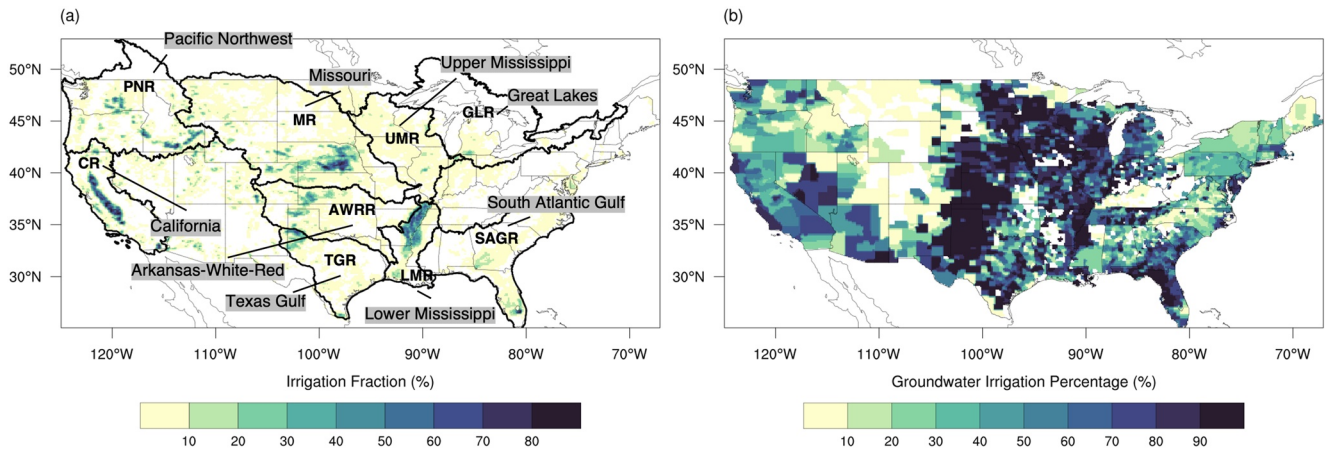 (a)
Pacific Northwest
Upper Mississippi
Missouri
Great Lakes
50°N
45°N
40°N
35°N
30°N
PNR
MR
UMR
GLR
CR
AWRR
South Atlantic Gulf
California
SAGR
Arkansas-White-Red
TGR
LMR
Texas Gulf
Lower Mississippi
120°W 110°W 100°W 90°W 80°W 70°W
Irrigation Fraction (%)
10 20 30 40 50 60 70 80
(b)
50°N
45°N
40°N
35°N
30°N
120°W 110°W 100°W 90°W 80°W 70°W
Groundwater Irrigation Percentage (%)
10 20 30 40 50 60 70 80 90